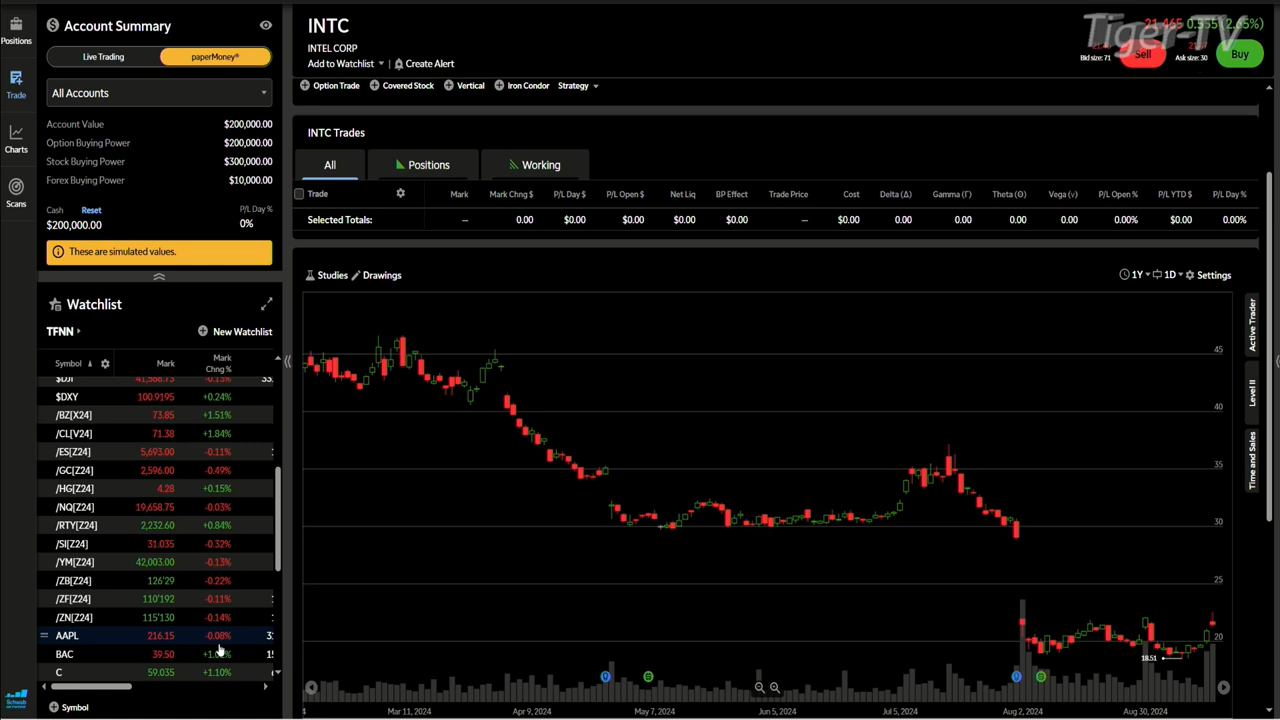 Account Summary
Live Trading
paperMoney®
All Accounts
Account Value $200,000.00
Option Buying Power $200,000.00
Stock Buying Power $300,000.00
Forex Buying Power $10,000.00
Cash Reset P/L Day %
$200,000.00 0%
These are simulated values.
Positions
Trade
Charts
Scans
Watchlist
TFNN
New Watchlist
Symbol Mark Mark Chng %
$DJI 41,566.75 -0.13%
$DXY 100.9195 +0.24%
/BZ[X24] 73.85 +1.51%
/CL[V24] 71.38 +1.84%
/ES[Z24] 5,693.00 -0.11%
/GC[Z24] 2,596.00 -0.49%
/HG[Z24] 4.28 +0.15%
/NQ[Z24] 19,658.75 -0.03%
/RTY[Z24] 2,232.60 +0.84%
/SI[Z24] 31.035 -0.32%
/YM[Z24] 42,003.00 -0.13%
/ZB[Z24] 126'29 -0.22%
/ZF[Z24] 110'192 -0.11%
/ZN[Z24] 115'130 -0.14%
AAPL 216.15 -0.08%
BAC 39.50
C 59.035 +1.10%
Symbol
Schwab
INTC
INTEL CORP
Add to Watchlist | Create Alert
21.465 0.555 (2.65%)
Tiger-TV
Sell
Buy
Bid size: 71
Ask size: 30
Option Trade Covered Stock Vertical Iron Condor Strategy
INTC Trades
All Positions Working
Trade Mark Mark Chng $ P/L Day $ P/L Open $ Net Liq BP Effect Trade Price Cost Delta (Δ) Gamma (Γ) Theta (Θ) Vega (ν) P/L Open % P/L YTD $ P/L Day %
Selected Totals: -- 0.00 $0.00 $0.00 $0.00 $0.00 -- $0.00 0.00 0.00 0.00 0.00 0.00% $0.00 0.00%
Studies Drawings
1Y 1D Settings
Active Trader
Level II
Time and Sales
45
40
35
30
25
20
18.51
Mar 11, 2024 Apr 9, 2024 May 7, 2024 Jun 5, 2024 Jul 5, 2024 Aug 2, 2024 Aug 30, 2024